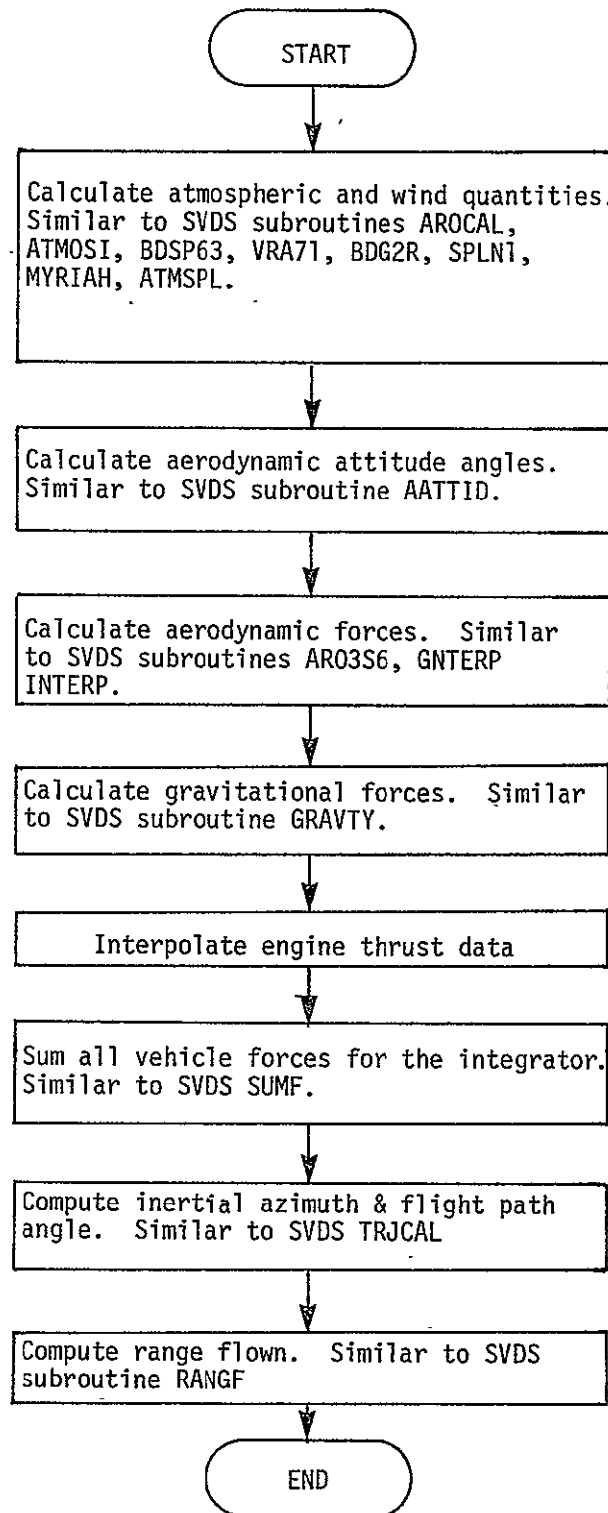 START
Calculate atmospheric and wind quantities.
Similar to SVDS subroutines AROCAL,
ATMOSI, BDSP63, VRA71, BDG2R, SPLN1,
MYRIAH, ATMSPL.
Calculate aerodynamic attitude angles.
Similar to SVDS subroutine AATTID.
Calculate aerodynamic forces. Similar
to SVDS subroutines ARO3S6, GNTERP
INTERP.
Calculate gravitational forces. Similar
to SVDS subroutine GRAVTY.
Interpolate engine thrust data
Sum all vehicle forces for the integrator.
Similar to SVDS SUMF.
Compute inertial azimuth & flight path
angle. Similar to SVDS TRJCAL
Compute range flown. Similar to SVDS
subroutine RANGF
END